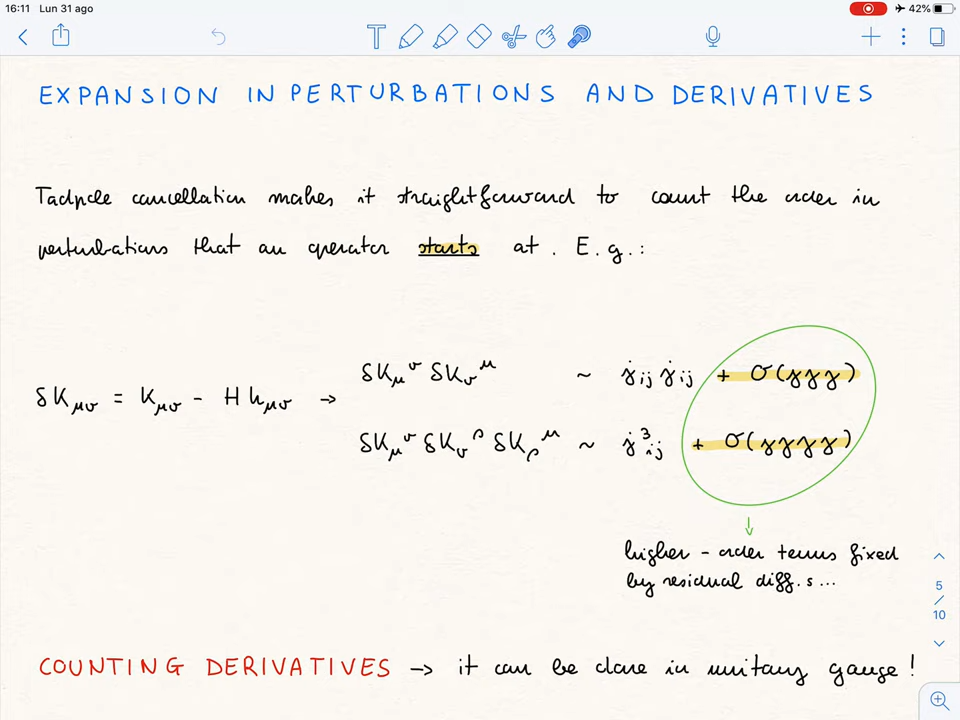 16:11 Lun 31 ago
42%
EXPANSION IN PERTURBATIONS AND DERIVATIVES
Tadpole cancellation makes it straightforward to count the order in
perturbations that an operator starts at . E.g.:
δK_μν = K_μν - H h_μν →
δK_μ^ν δK_ν^μ ~ γ̇_ij γ̇_ij + O(γγγ)
δK_μ^ν δK_ν^ρ δK_ρ^μ ~ γ̇^3_ij + O(γγγγ)
↓
higher-order terms fixed
by residual diff.s ...
5
/
10
COUNTING DERIVATIVES → it can be done in unitary gauge!